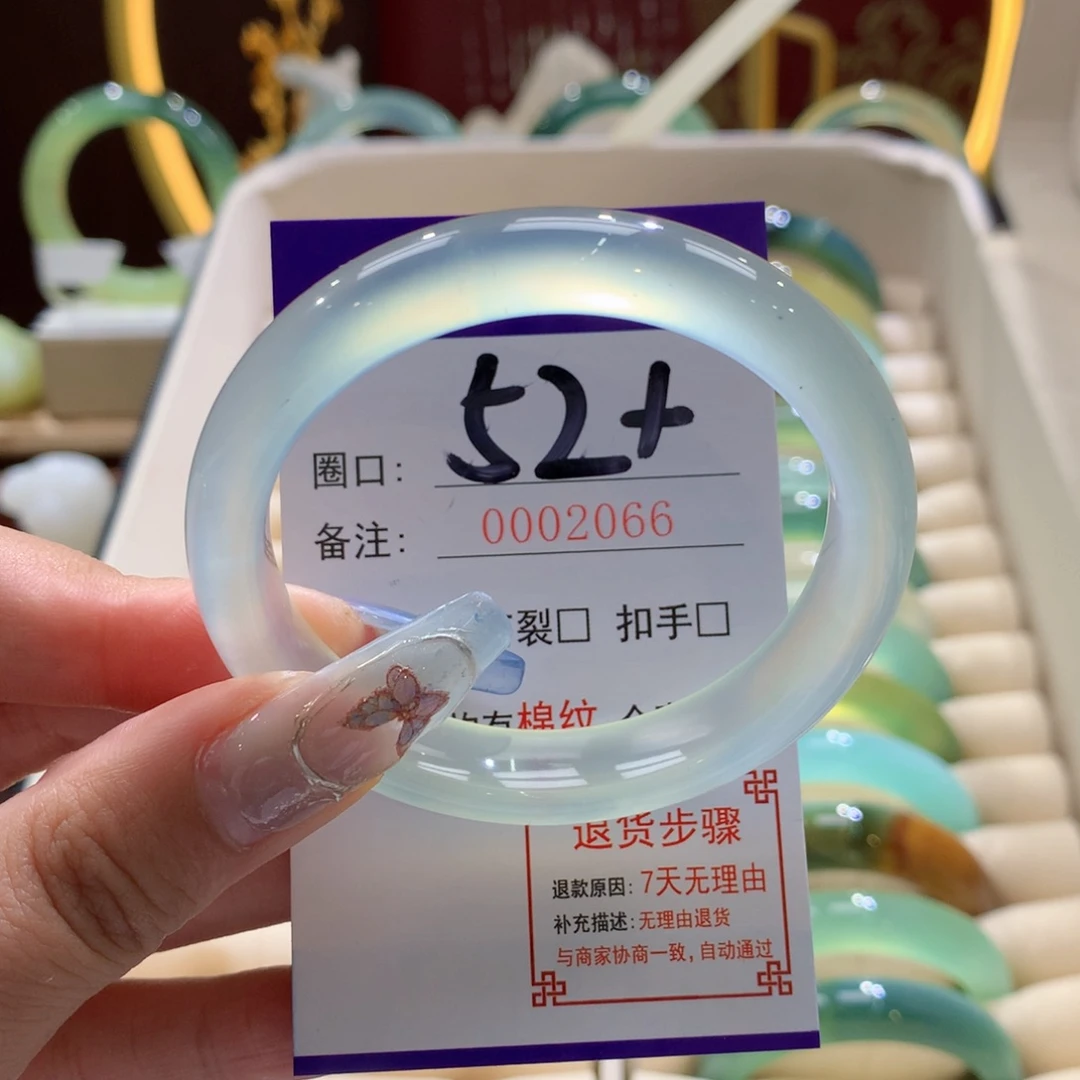 52+
圈口:
备注: 0002066
裂□ 扣手□
有棉纹
退货步骤
退款原因: 7天无理由
补充描述: 无理由退货
与商家协商一致, 自动通过